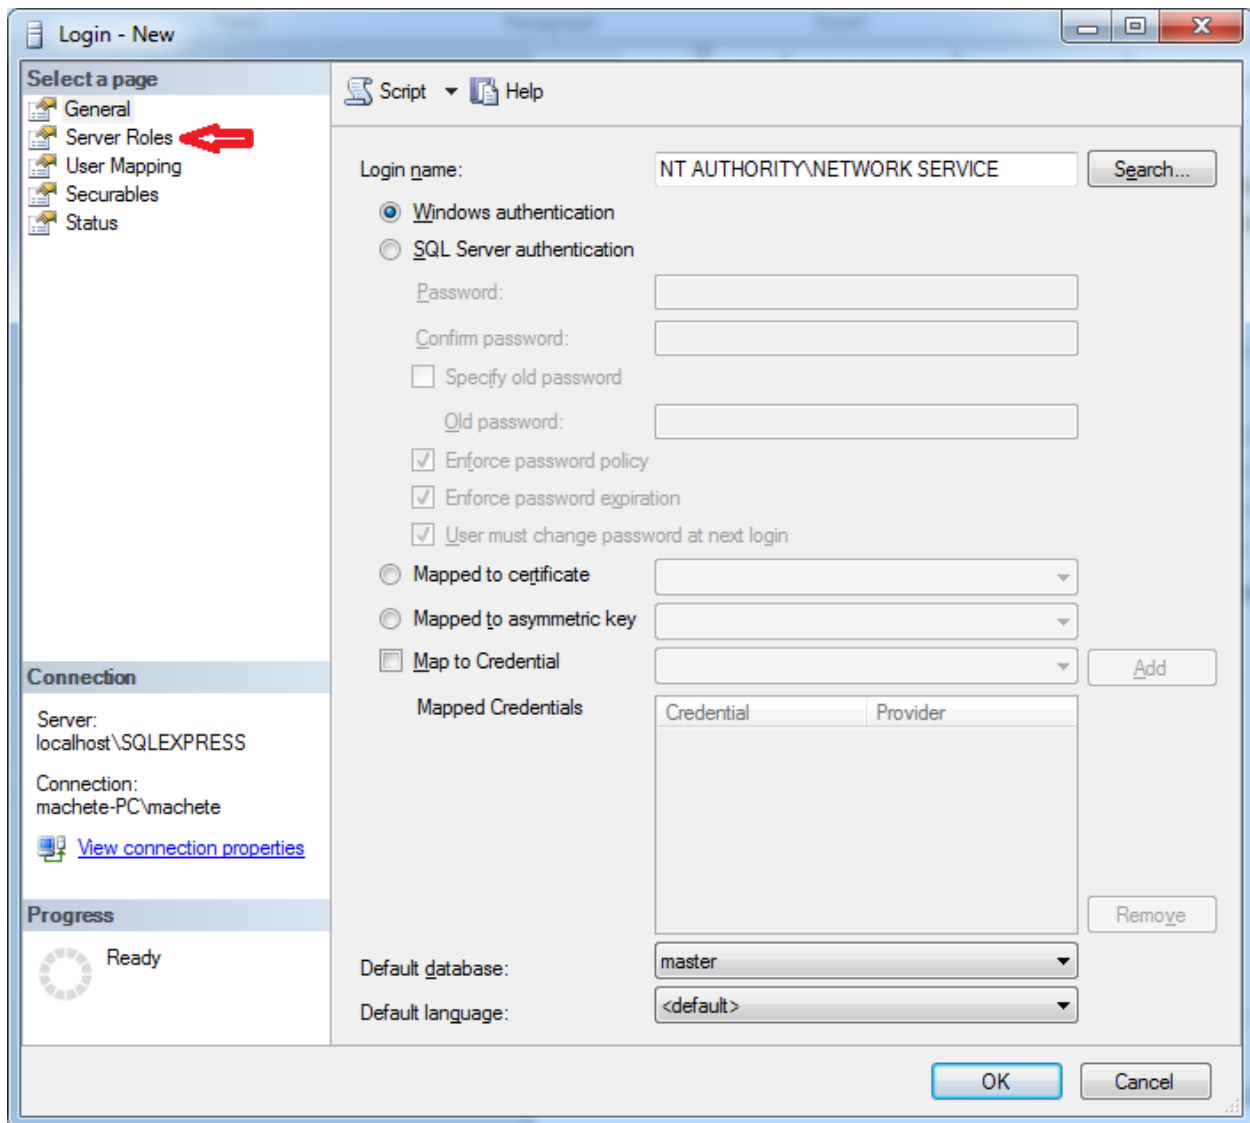 Login - New
Select a page
General
Server Roles
User Mapping
Securables
Status
Connection
Server:
localhost\SQLEXPRESS
Connection:
machete-PC\machete
View connection properties
Progress
Ready
Script Help
Login name: NT AUTHORITY\NETWORK SERVICE Search...
Windows authentication
SQL Server authentication
Password:
Confirm password:
Specify old password
Old password:
Enforce password policy
Enforce password expiration
User must change password at next login
Mapped to certificate
Mapped to asymmetric key
Map to Credential Add
Mapped Credentials Credential Provider
Remove
Default database: master
Default language: <default>
OK Cancel